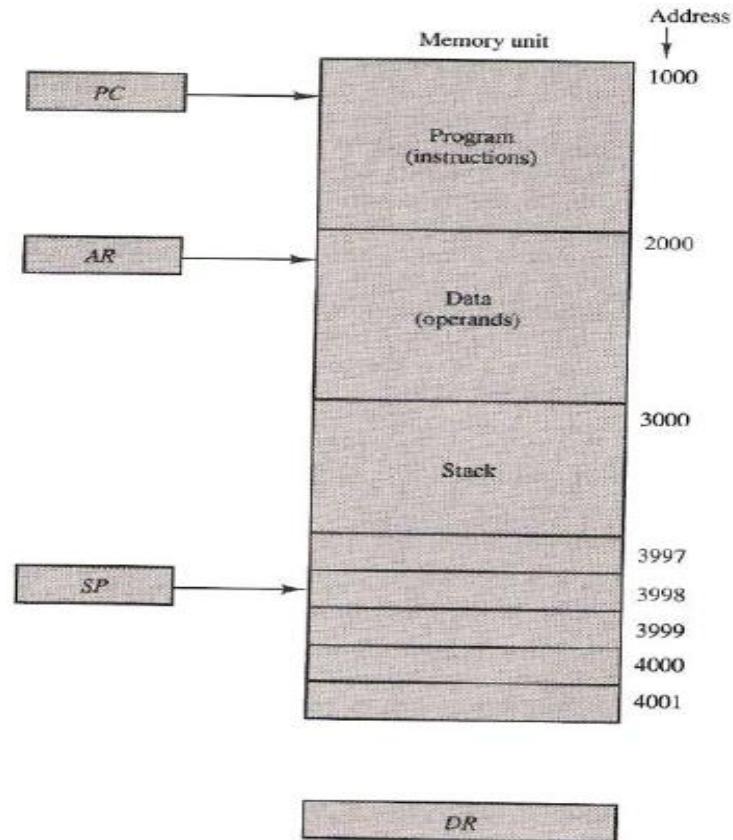 Address
Memory unit
1000
PC
Program
(instructions)
2000
AR
Data
(operands)
3000
Stack
3997
SP
3998
3999
4000
4001
DR